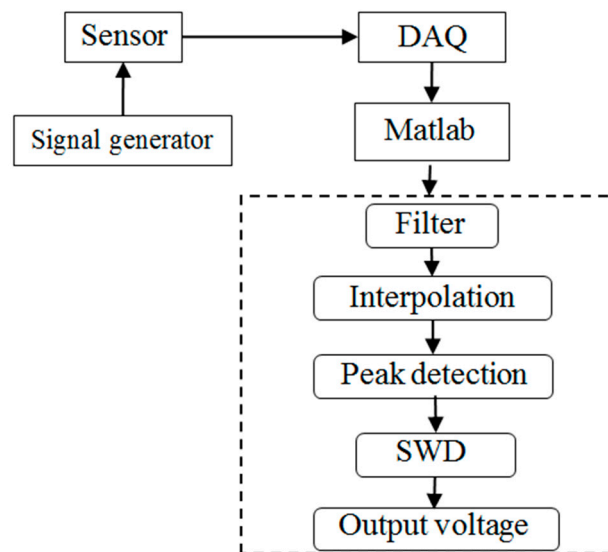 Sensor
DAQ
Signal generator
Matlab
Filter
Interpolation
Peak detection
SWD
Output voltage